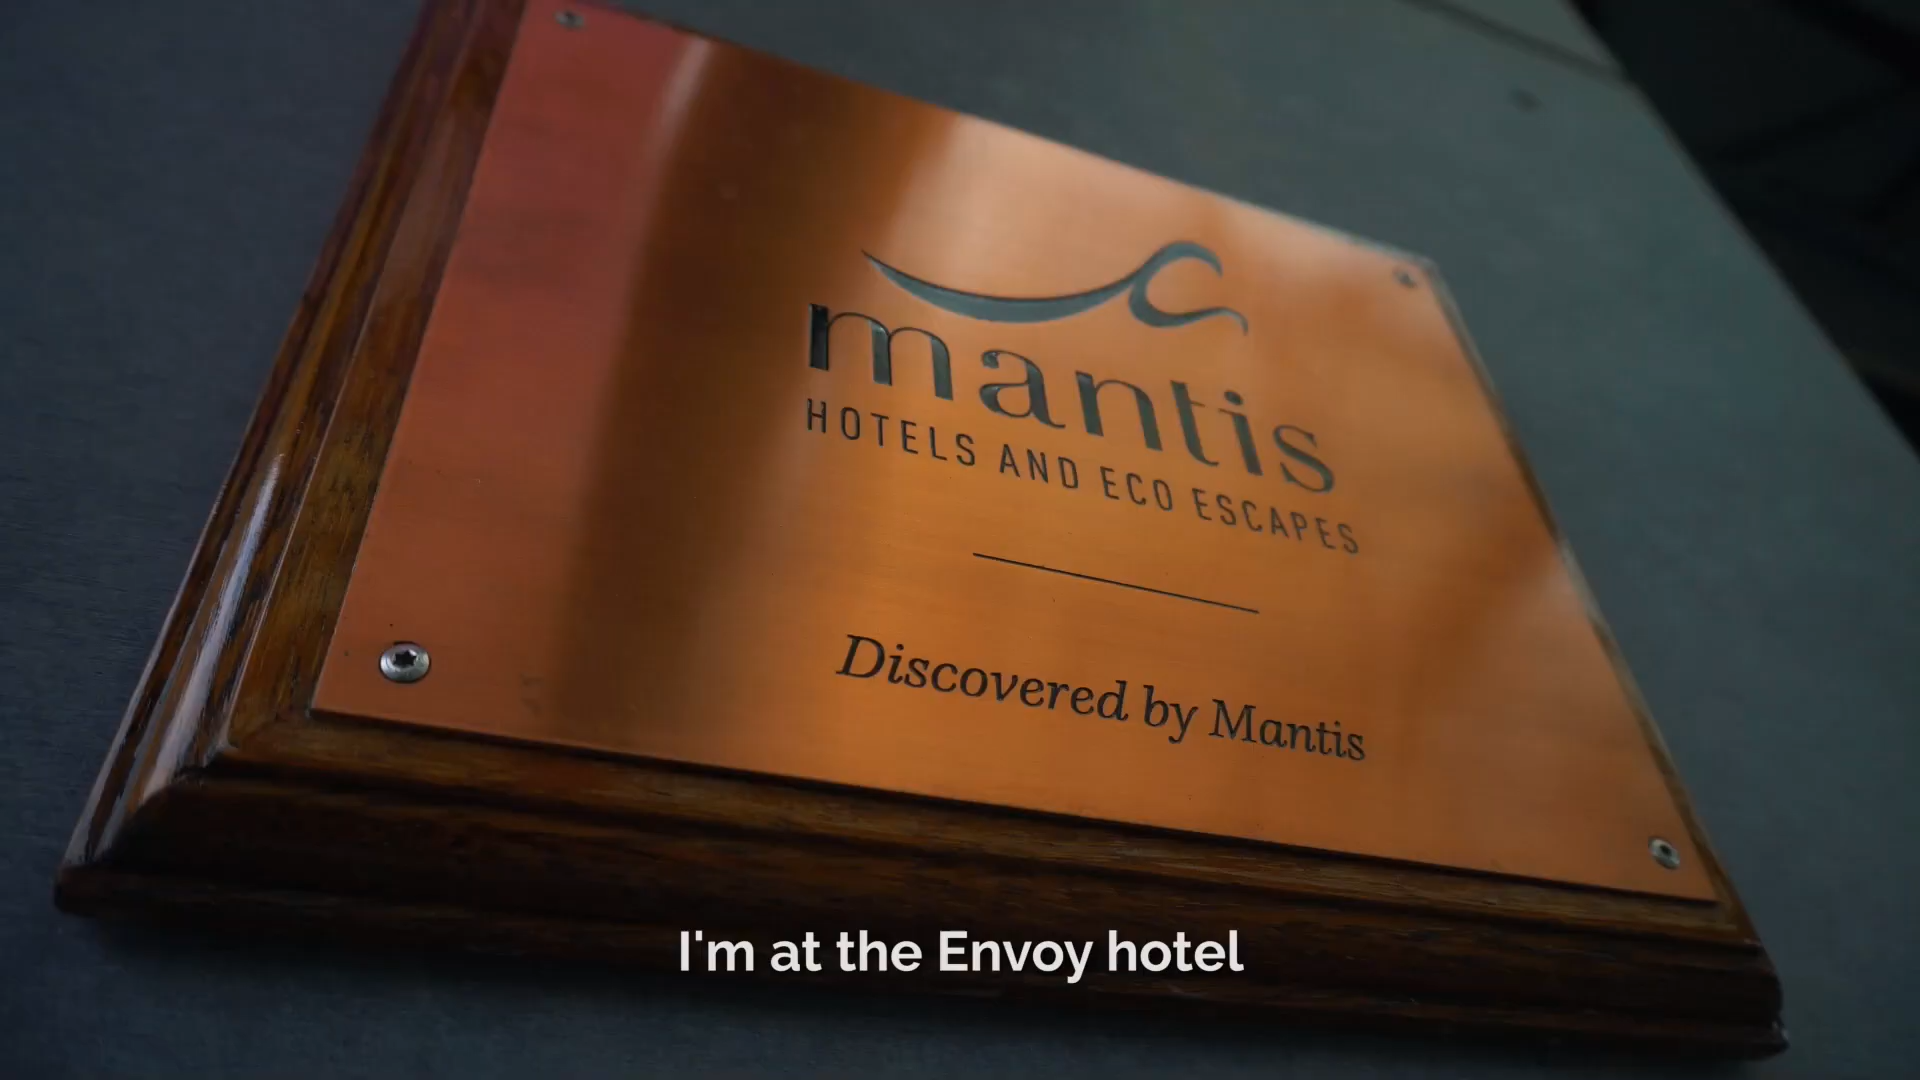 mantis
HOTELS AND ECO ESCAPES
Discovered by Mantis
I'm at the Envoy hotel